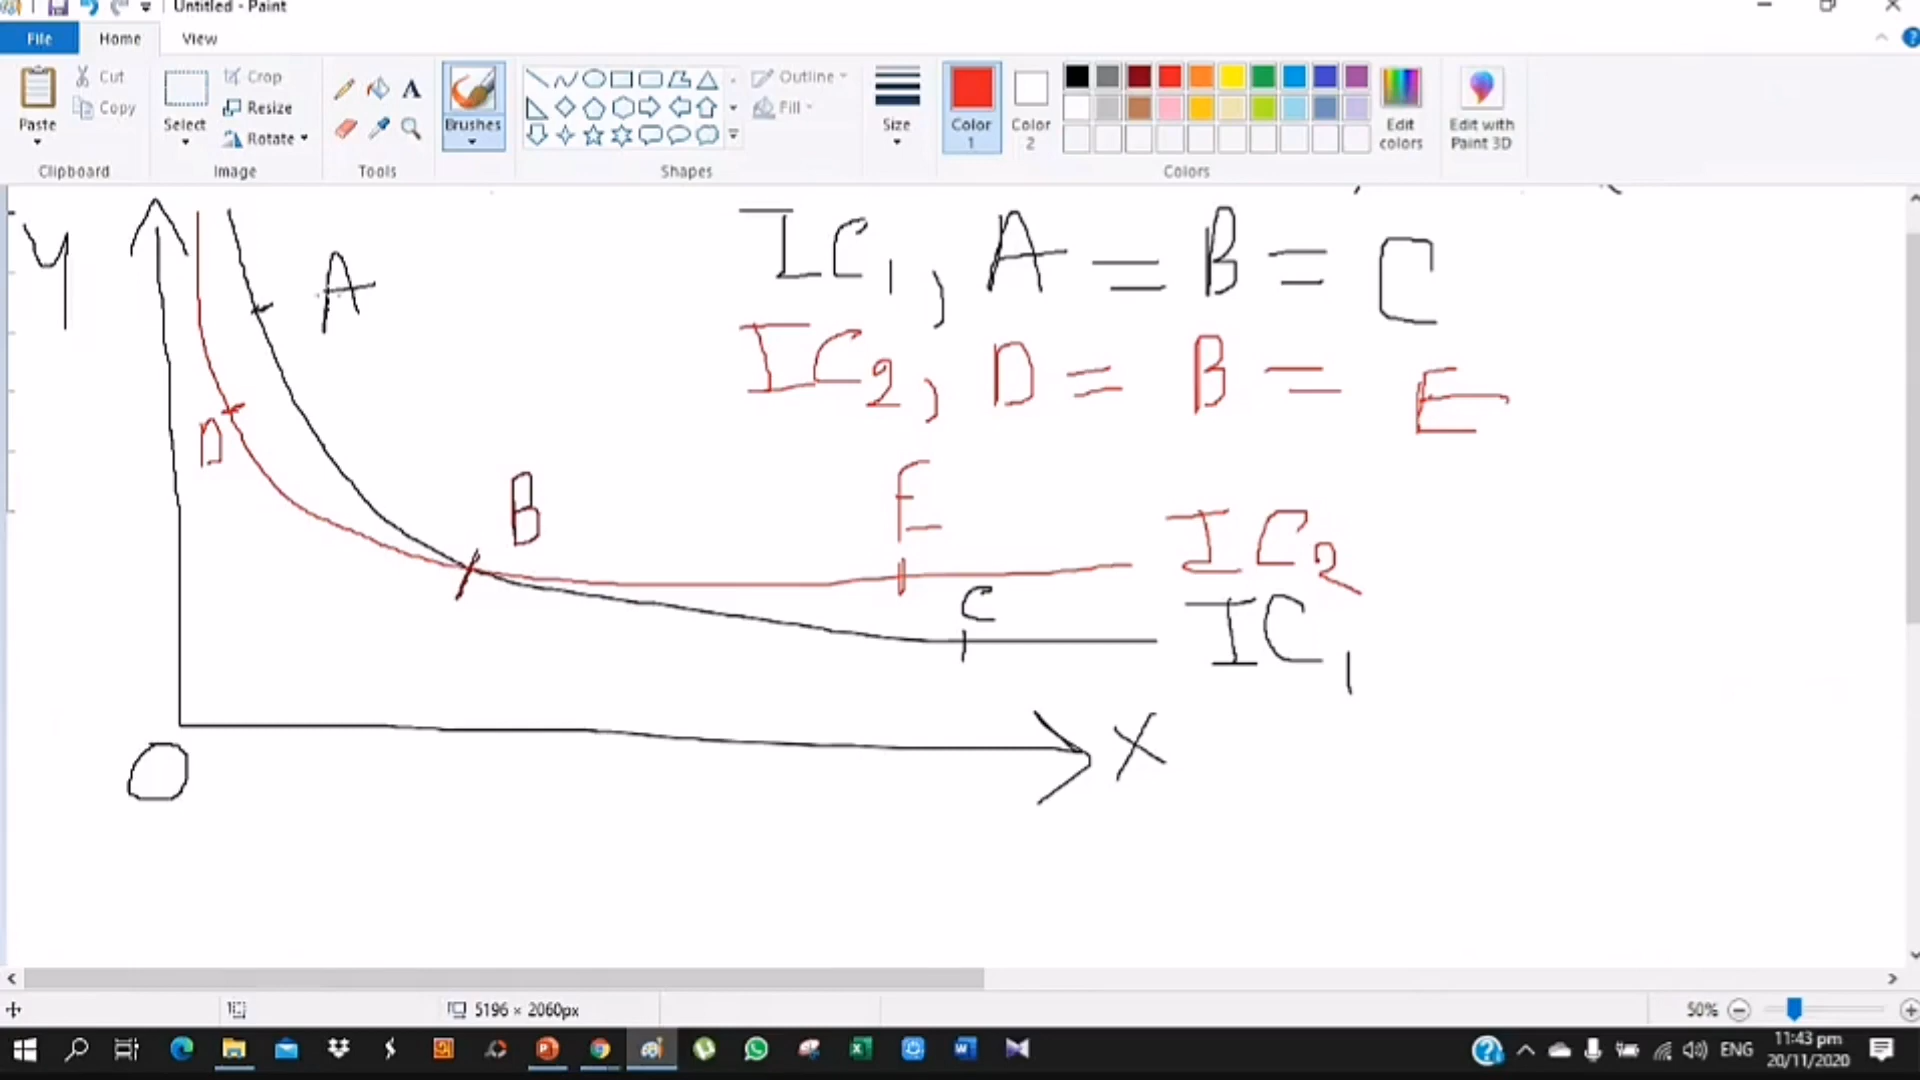 Untitled - Paint
File Home View
Paste
Cut
Copy
Clipboard
Select
Crop
Resize
Rotate
Image
A
Tools
Brushes
Shapes
Outline
Fill
Size
Color 1
Color 2
Colors
Edit colors
Edit with Paint 3D
Y
A
IC1, A = B = C
IC2, D = B = E
D
B
E
IC2
C
IC1
X
O
5196 × 2060px
50%
ENG
11:43 pm
20/11/2020